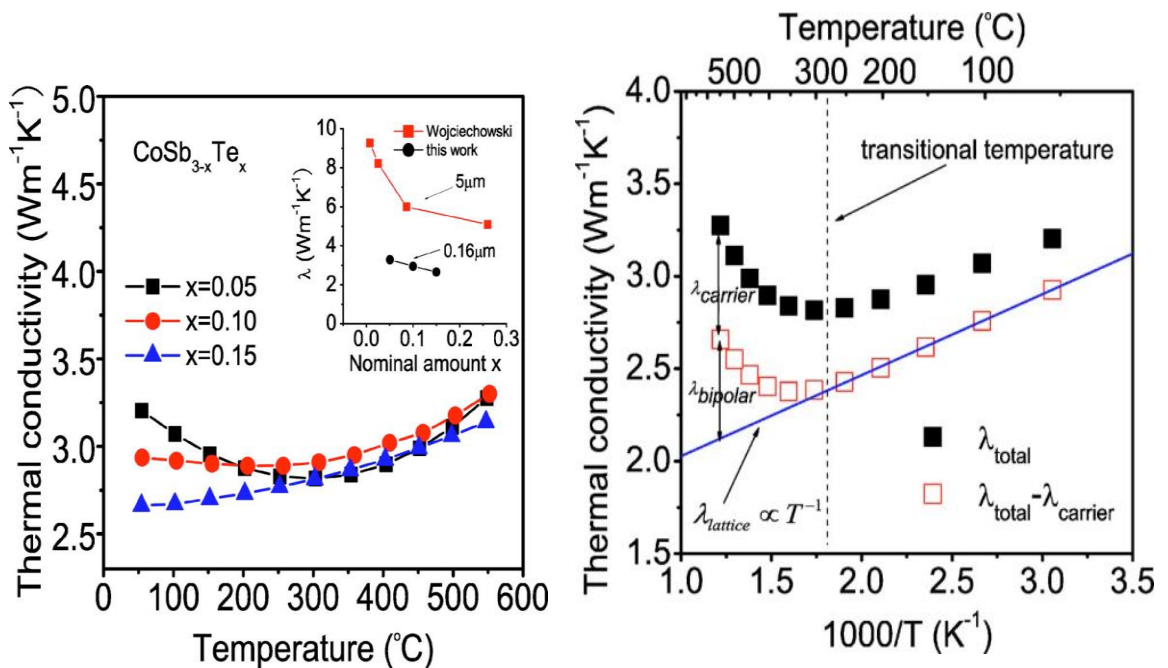 Thermal conductivity (Wm⁻¹K⁻¹)
5.0
4.5
4.0
3.5
3.0
2.5
0 100 200 300 400 500 600
Temperature (°C)
CoSb₃₋ₓTeₓ
x=0.05
x=0.10
x=0.15
λ (Wm⁻¹K⁻¹)
10
8
6
4
2
0
0.0 0.1 0.2 0.3
Nominal amount x
Wojciechowski
this work
5μm
0.16μm
Temperature (°C)
500 400 300 200 100
Thermal conductivity (Wm⁻¹K⁻¹)
4.0
3.5
3.0
2.5
2.0
1.5
1.0 1.5 2.0 2.5 3.0 3.5
1000/T (K⁻¹)
transitional temperature
λcarrier
λbipolar
λlattice ∝ T⁻¹
λtotal
λtotal-λcarrier